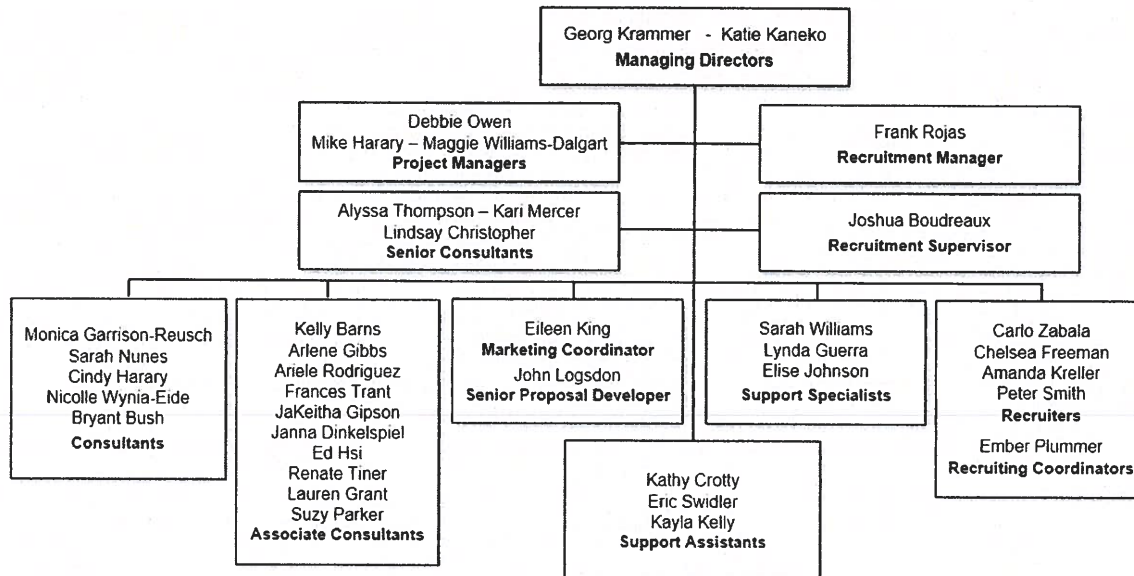 Georg Krammer - Katie Kaneko
Managing Directors
Debbie Owen
Mike Harary – Maggie Williams-Dalgart
Project Managers
Frank Rojas
Recruitment Manager
Alyssa Thompson – Kari Mercer
Lindsay Christopher
Senior Consultants
Joshua Boudreaux
Recruitment Supervisor
Monica Garrison-Reusch
Sarah Nunes
Cindy Harary
Nicolle Wynia-Eide
Bryant Bush
Consultants
Kelly Barns
Arlene Gibbs
Ariele Rodriguez
Frances Trant
JaKeitha Gipson
Janna Dinkelspiel
Ed Hsi
Renate Tiner
Lauren Grant
Suzy Parker
Associate Consultants
Eileen King
Marketing Coordinator
John Logsdon
Senior Proposal Developer
Sarah Williams
Lynda Guerra
Elise Johnson
Support Specialists
Carlo Zabala
Chelsea Freeman
Amanda Kreller
Peter Smith
Recruiters
Ember Plummer
Recruiting Coordinators
Kathy Crotty
Eric Swidler
Kayla Kelly
Support Assistants